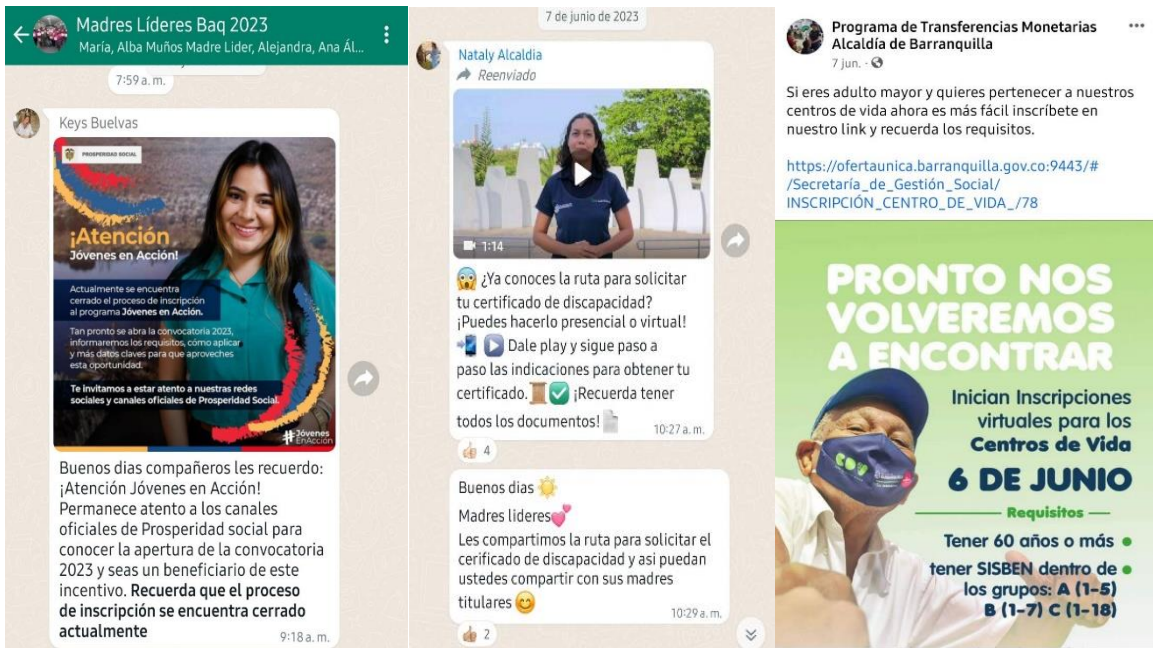 Madres Líderes Baq 2023
María, Alba Muños Madre Lider, Alejandra, Ana Ál...
7:59 a. m.
Keys Buelvas
PROSPERIDAD SOCIAL
¡Atención
Jóvenes en Acción!
Actualmente se encuentra
cerrado el proceso de inscripción
al programa Jóvenes en Acción.
Tan pronto se abra la convocatoria 2023,
informaremos los requisitos, cómo aplicar
y más datos claves para que aproveches
esta oportunidad.
Te invitamos a estar atento a nuestras redes
sociales y canales oficiales de Prosperidad Social.
#Jóvenes
EnAcción
Buenos dias compañeros les recuerdo:
¡Atención Jóvenes en Acción!
Permanece atento a los canales
oficiales de Prosperidad social para
conocer la apertura de la convocatoria
2023 y seas un beneficiario de este
incentivo. Recuerda que el proceso
de inscripción se encuentra cerrado
actualmente
9:18 a. m.
7 de junio de 2023
Nataly Alcaldia
Reenviado
1:14
😱 ¿Ya conoces la ruta para solicitar
tu certificado de discapacidad?
¡Puedes hacerlo presencial o virtual!
📲 ▶️ Dale play y sigue paso a
paso las indicaciones para obtener tu
certificado.📜✅ ¡Recuerda tener
todos los documentos!📄
10:27 a. m.
👍🏼 4
Buenos dias ☀️
Madres lideres💕
Les compartimos la ruta para solicitar el
cerificado de discapacidad y asi puedan
ustedes compartir con sus madres
titulares 😊
10:29 a. m.
👍🏼 2
Programa de Transferencias Monetarias
Alcaldía de Barranquilla
7 jun.
Si eres adulto mayor y quieres pertenecer a nuestros
centros de vida ahora es más fácil inscríbete en
nuestro link y recuerda los requisitos.
https://ofertaunica.barranquilla.gov.co:9443/#
/Secretaría_de_Gestión_Social/
INSCRIPCIÓN_CENTRO_DE_VIDA_/78
PRONTO NOS
VOLVEREMOS
A ENCONTRAR
Inician Inscripciones
virtuales para los
Centros de Vida
6 DE JUNIO
Requisitos
Tener 60 años o más
tener SISBEN dentro de
los grupos: A (1-5)
B (1-7) C (1-18)